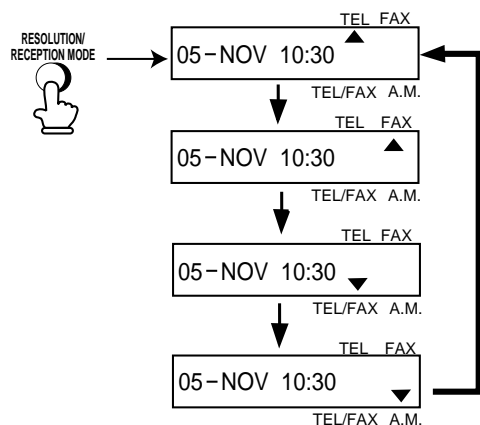 TEL FAX
RESOLUTION/
RECEPTION MODE
05-NOV 10:30
TEL/FAX A.M.
TEL FAX
05-NOV 10:30
TEL/FAX A.M.
TEL FAX
05-NOV 10:30
TEL/FAX A.M.
TEL FAX
05-NOV 10:30
TEL/FAX A.M.